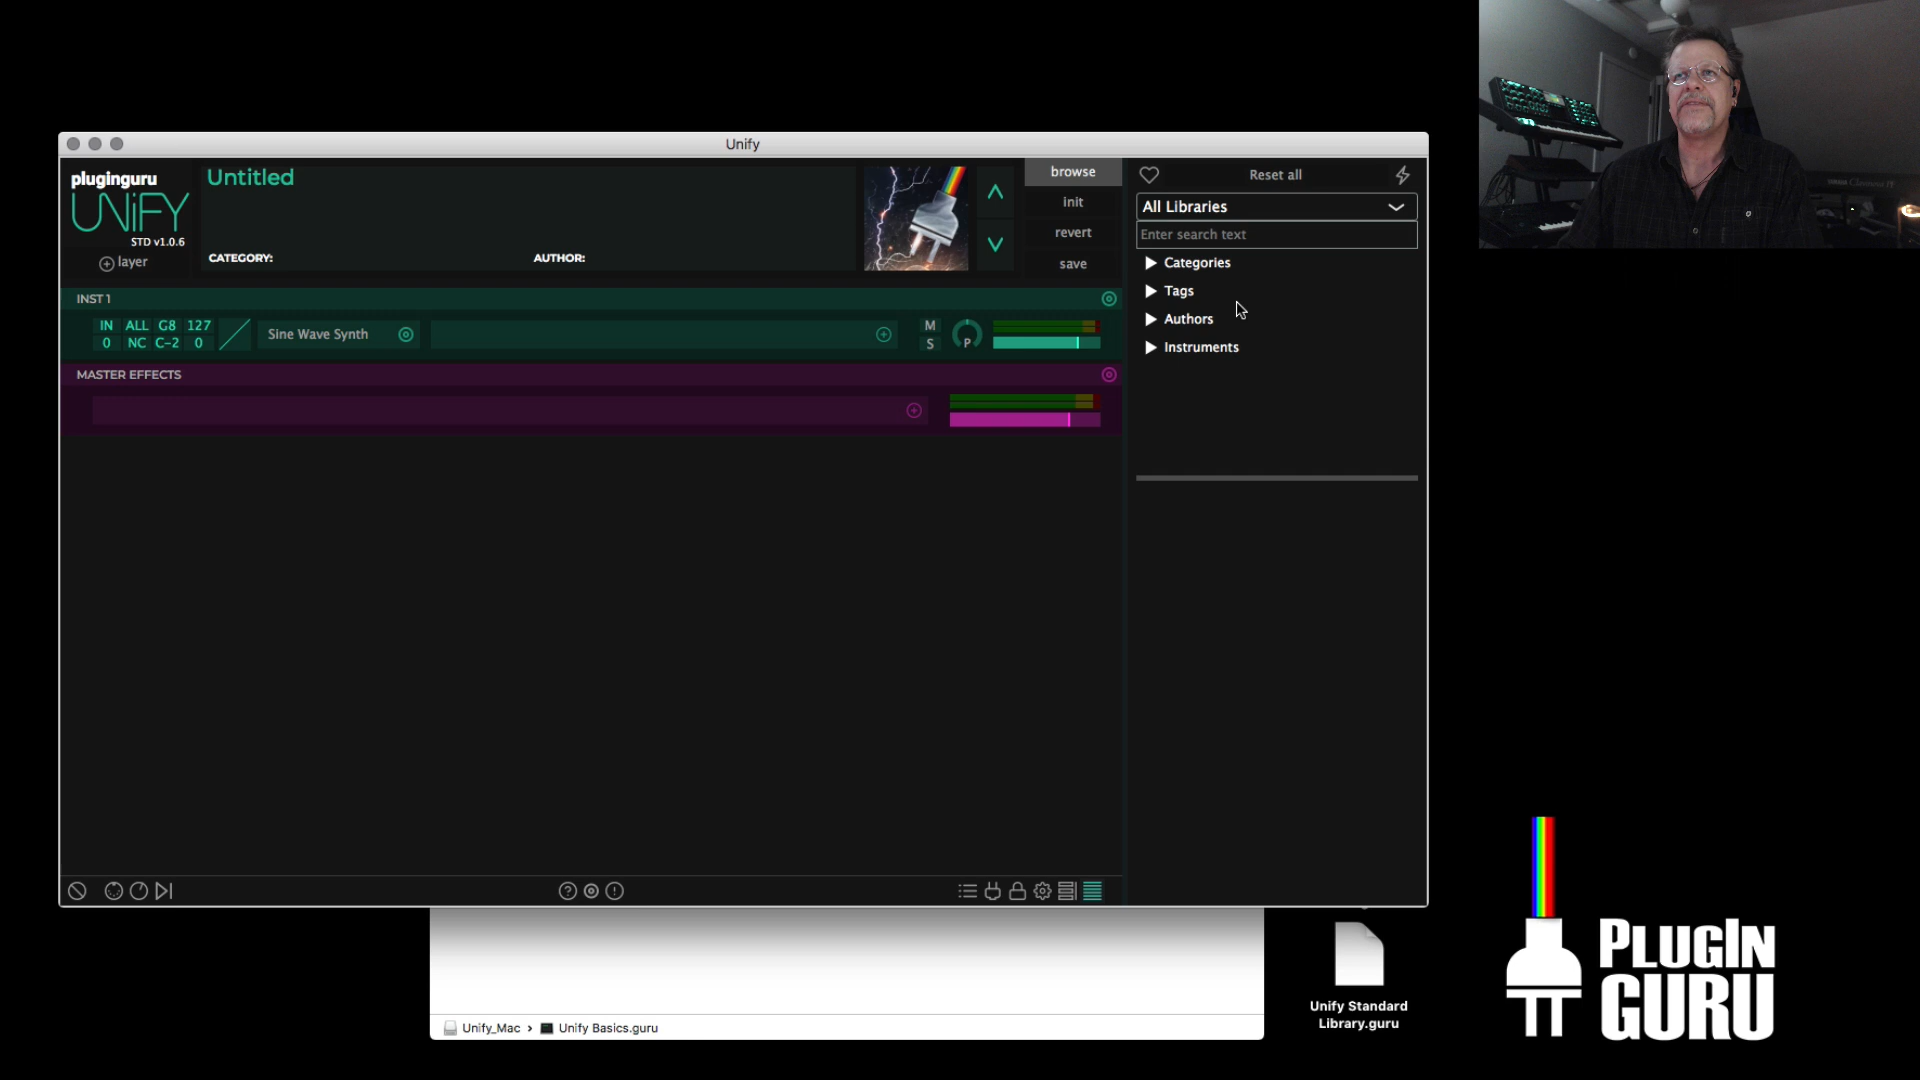 Unify
pluginguru
UNiFY
STD v1.0.6
layer
Untitled
CATEGORY:
AUTHOR:
browse
init
revert
save
Reset all
All Libraries
Enter search text
Categories
Tags
Authors
Instruments
INST 1
IN ALL G8 127
0 NC C-2 0
Sine Wave Synth
M
S
P
MASTER EFFECTS
Unify_Mac › Unify Basics.guru
Unify Standard
Library.guru
PLUGIN
GURU